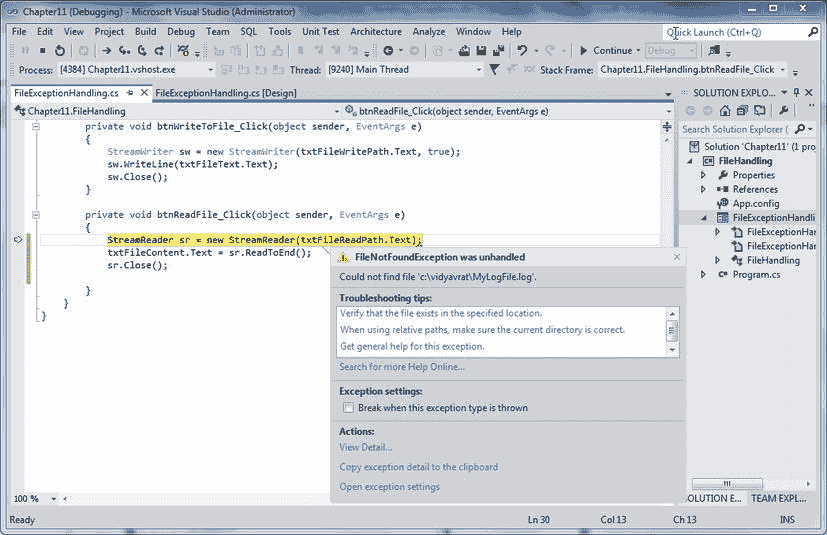 Chapter11 (Debugging) - Microsoft Visual Studio (Administrator)
File Edit View Project Build Debug Team SQL Tools Unit Test Architecture Analyze Window Help
Quick Launch (Ctrl+Q)
Continue Debug
Process: [4384] Chapter11.vshost.exe Thread: [9240] Main Thread Stack Frame: Chapter11.FileHandling.btnReadFile_Click
FileExceptionHandling.cs FileExceptionHandling.cs [Design]
Chapter11.FileHandling btnReadFile_Click(object sender, EventArgs e)
private void btnWriteToFile_Click(object sender, EventArgs e)
{
StreamWriter sw = new StreamWriter(txtFileWritePath.Text, true);
sw.WriteLine(txtFileText.Text);
sw.Close();
}
private void btnReadFile_Click(object sender, EventArgs e)
{
StreamReader sr = new StreamReader(txtFileReadPath.Text);
txtFileContent.Text = sr.ReadToEnd();
sr.Close();
}
}
}
FileNotFoundException was unhandled
Could not find file 'c:\vidyavrat\MyLogFile.log'.
Troubleshooting tips:
Verify that the file exists in the specified location.
When using relative paths, make sure the current directory is correct.
Get general help for this exception.
Search for more Help Online...
Exception settings:
Break when this exception type is thrown
Actions:
View Detail...
Copy exception detail to the clipboard
Open exception settings
SOLUTION EXPLO...
Search Solution Explorer (
Solution 'Chapter11' (1 proj
FileHandling
Properties
References
App.config
FileExceptionHandli
FileExceptionHan
FileExceptionHan
FileHandling
Program.cs
SOLUTION E... TEAM EXPL...
100 %
Ready Ln 30 Col 13 Ch 13 INS